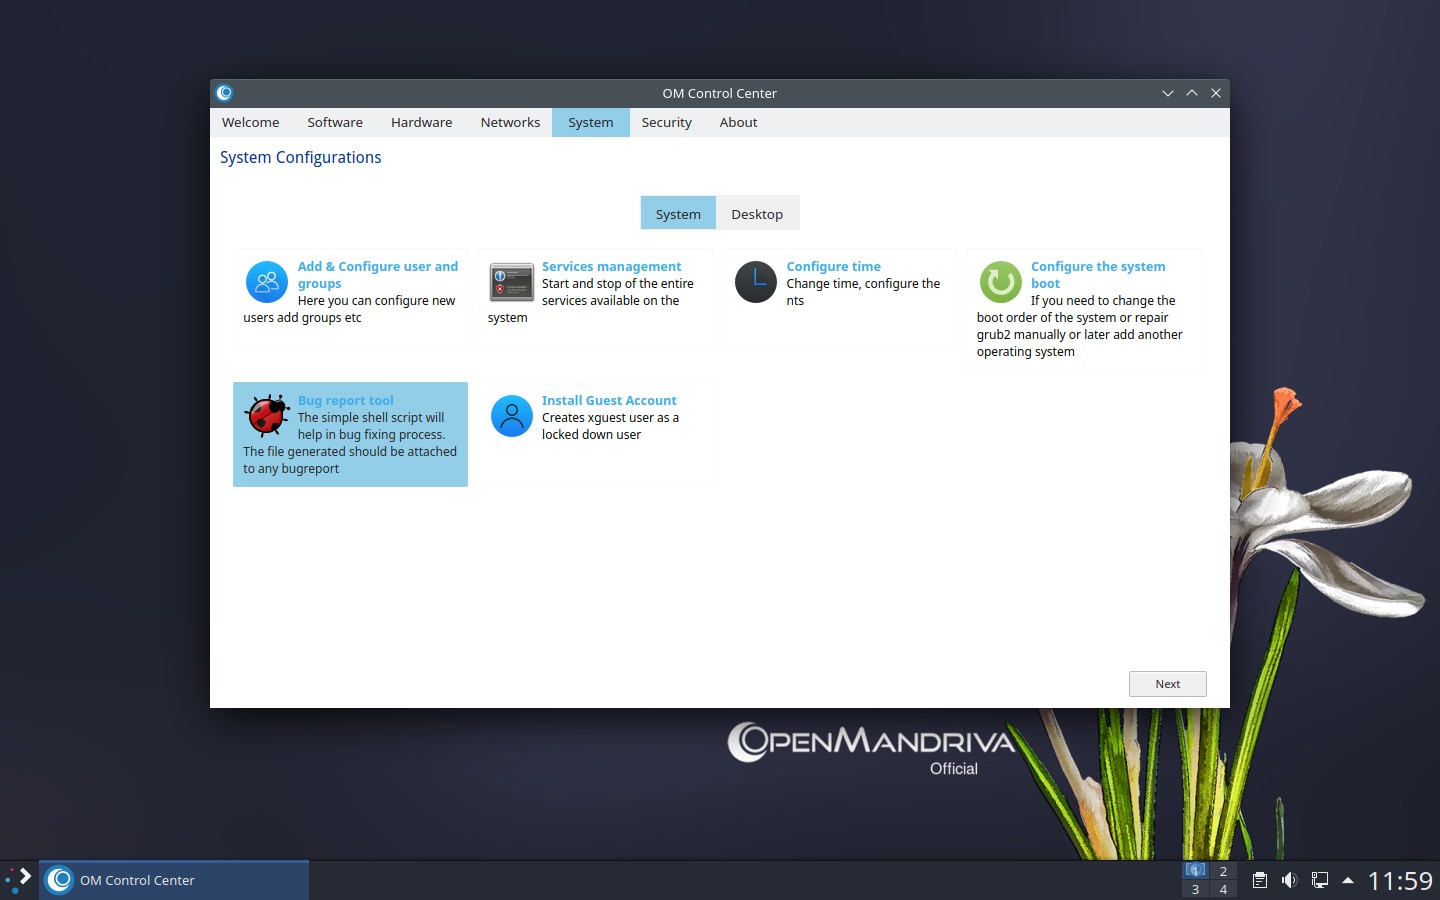 OM Control Center
Welcome
Software
Hardware
Networks
System
Security
About
System Configurations
System
Desktop
Add & Configure user and
groups
Here you can configure new
users add groups etc
Services management
Start and stop of the entire
services available on the
system
Configure time
Change time, configure the
nts
Configure the system
boot
If you need to change the
boot order of the system or repair
grub2 manually or later add another
operating system
Bug report tool
The simple shell script will
help in bug fixing process.
The file generated should be attached
to any bugreport
Install Guest Account
Creates xguest user as a
locked down user
Next
OPENMANDRIVA
Official
OM Control Center
1 2
3 4
11:59